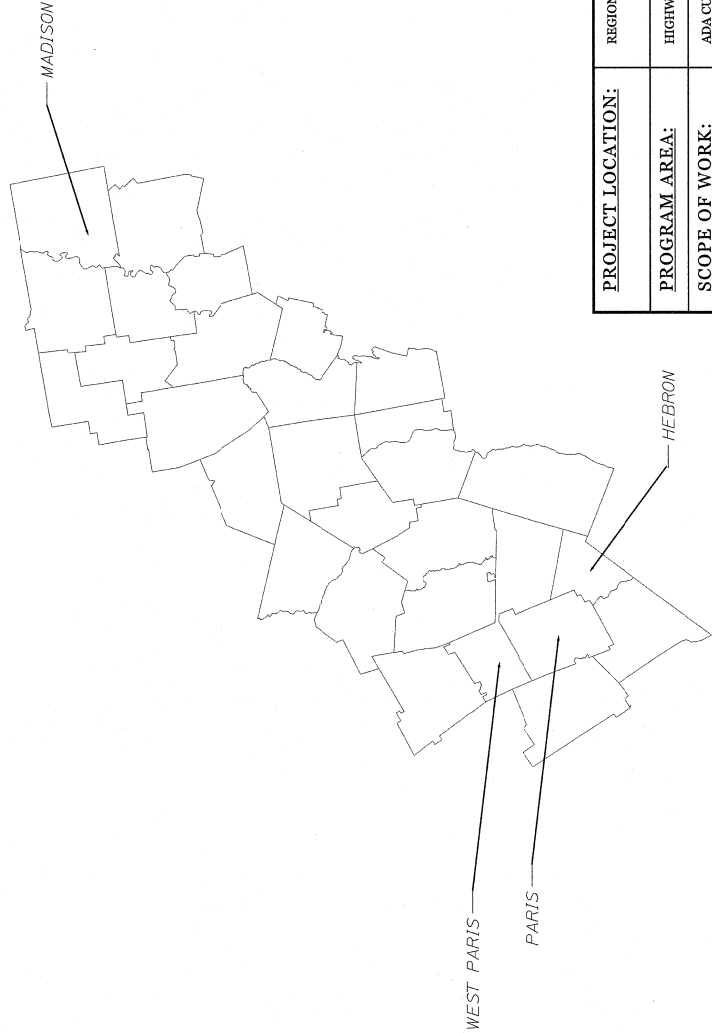 MADISON
HEBRON
WEST PARIS
PARIS
PROJECT LOCATION:
PROGRAM AREA:
SCOPE OF WORK: